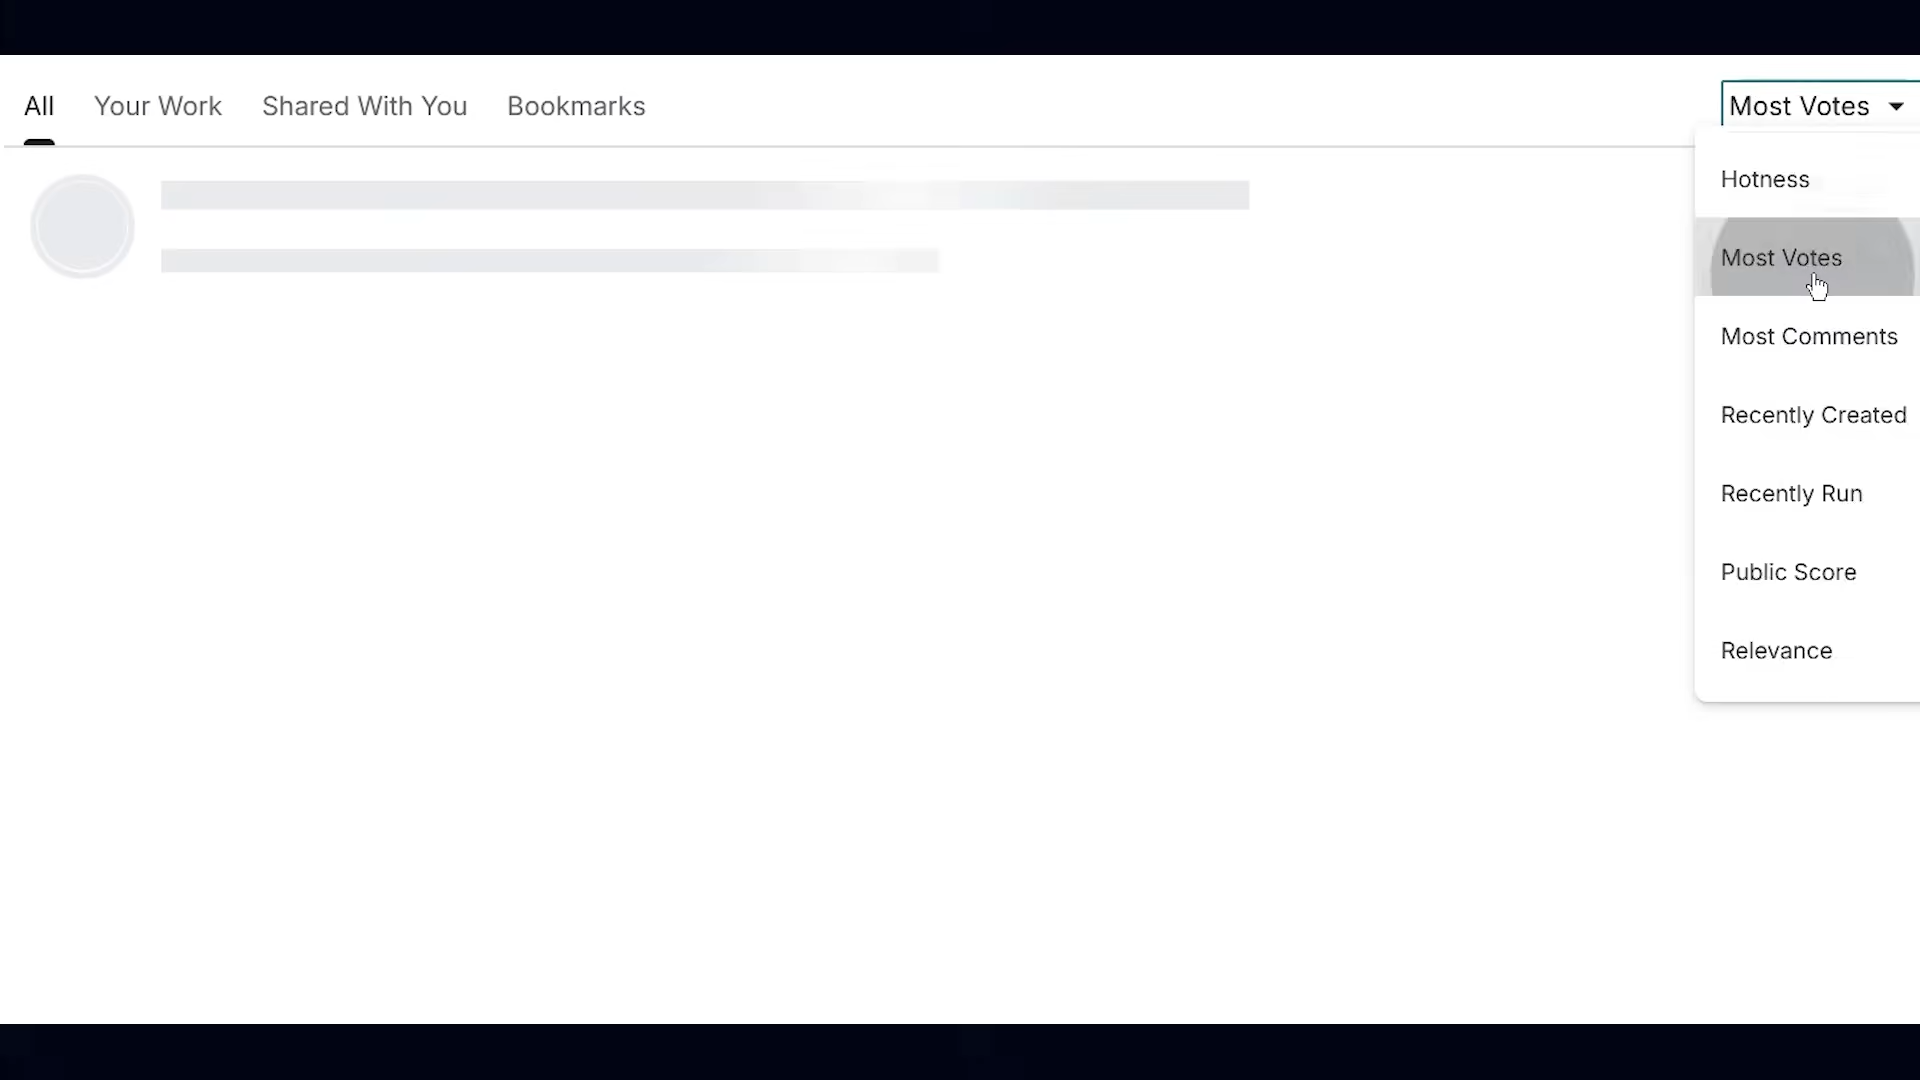 All Your Work Shared With You Bookmarks Most Votes
Hotness
Most Votes
Most Comments
Recently Created
Recently Run
Public Score
Relevance